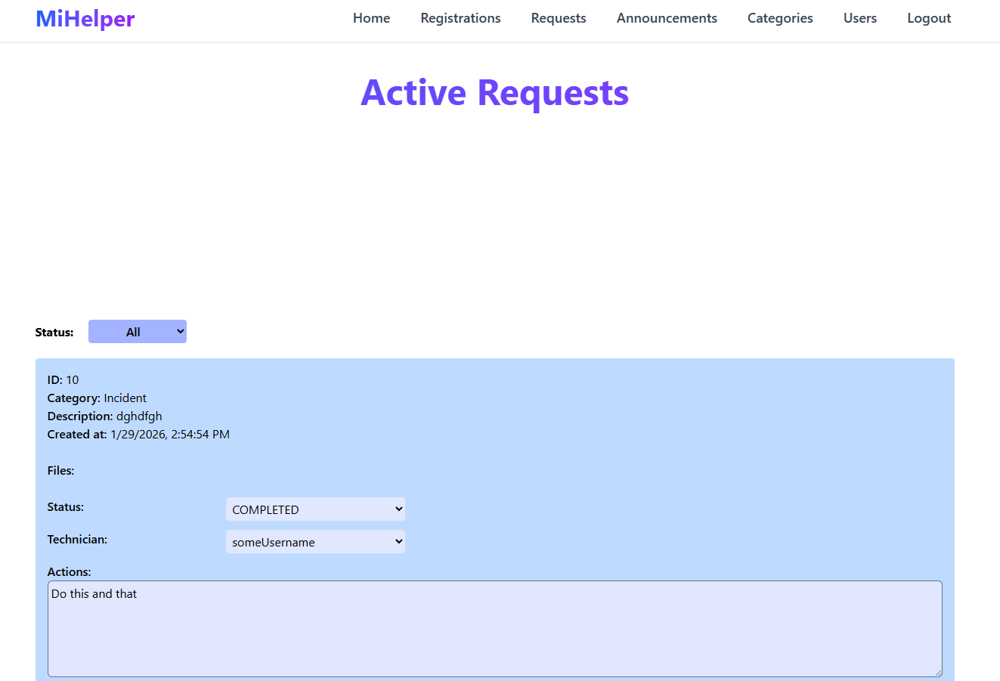 MiHelper Home Registrations Requests Announcements Categories Users Logout
Active Requests
Status: All
ID: 10
Category: Incident
Description: dghdfgh
Created at: 1/29/2026, 2:54:54 PM
Files:
Status: COMPLETED
Technician: someUsername
Actions:
Do this and that